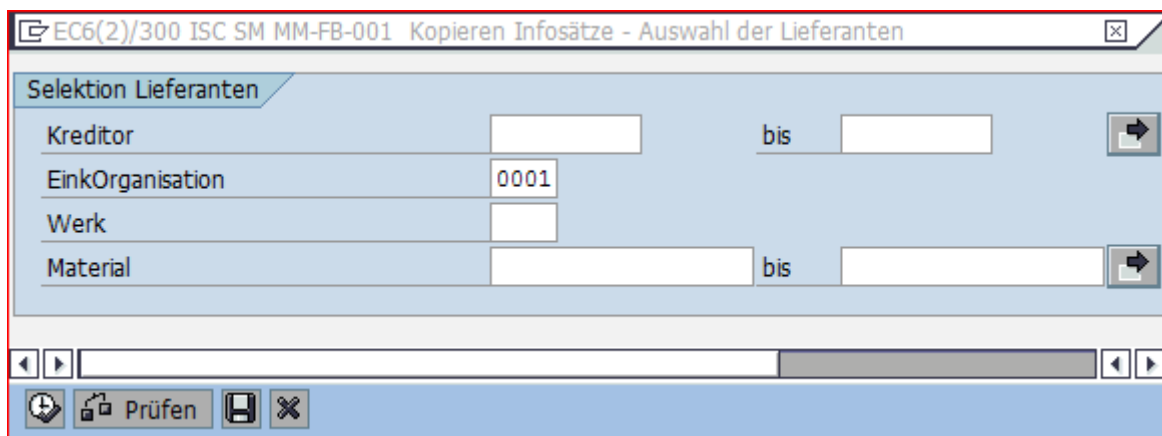 EC6(2)/300 ISC SM MM-FB-001 Kopieren Infosätze - Auswahl der Lieferanten
Selektion Lieferanten
Kreditor bis
EinkOrganisation 0001
Werk
Material bis
Prüfen